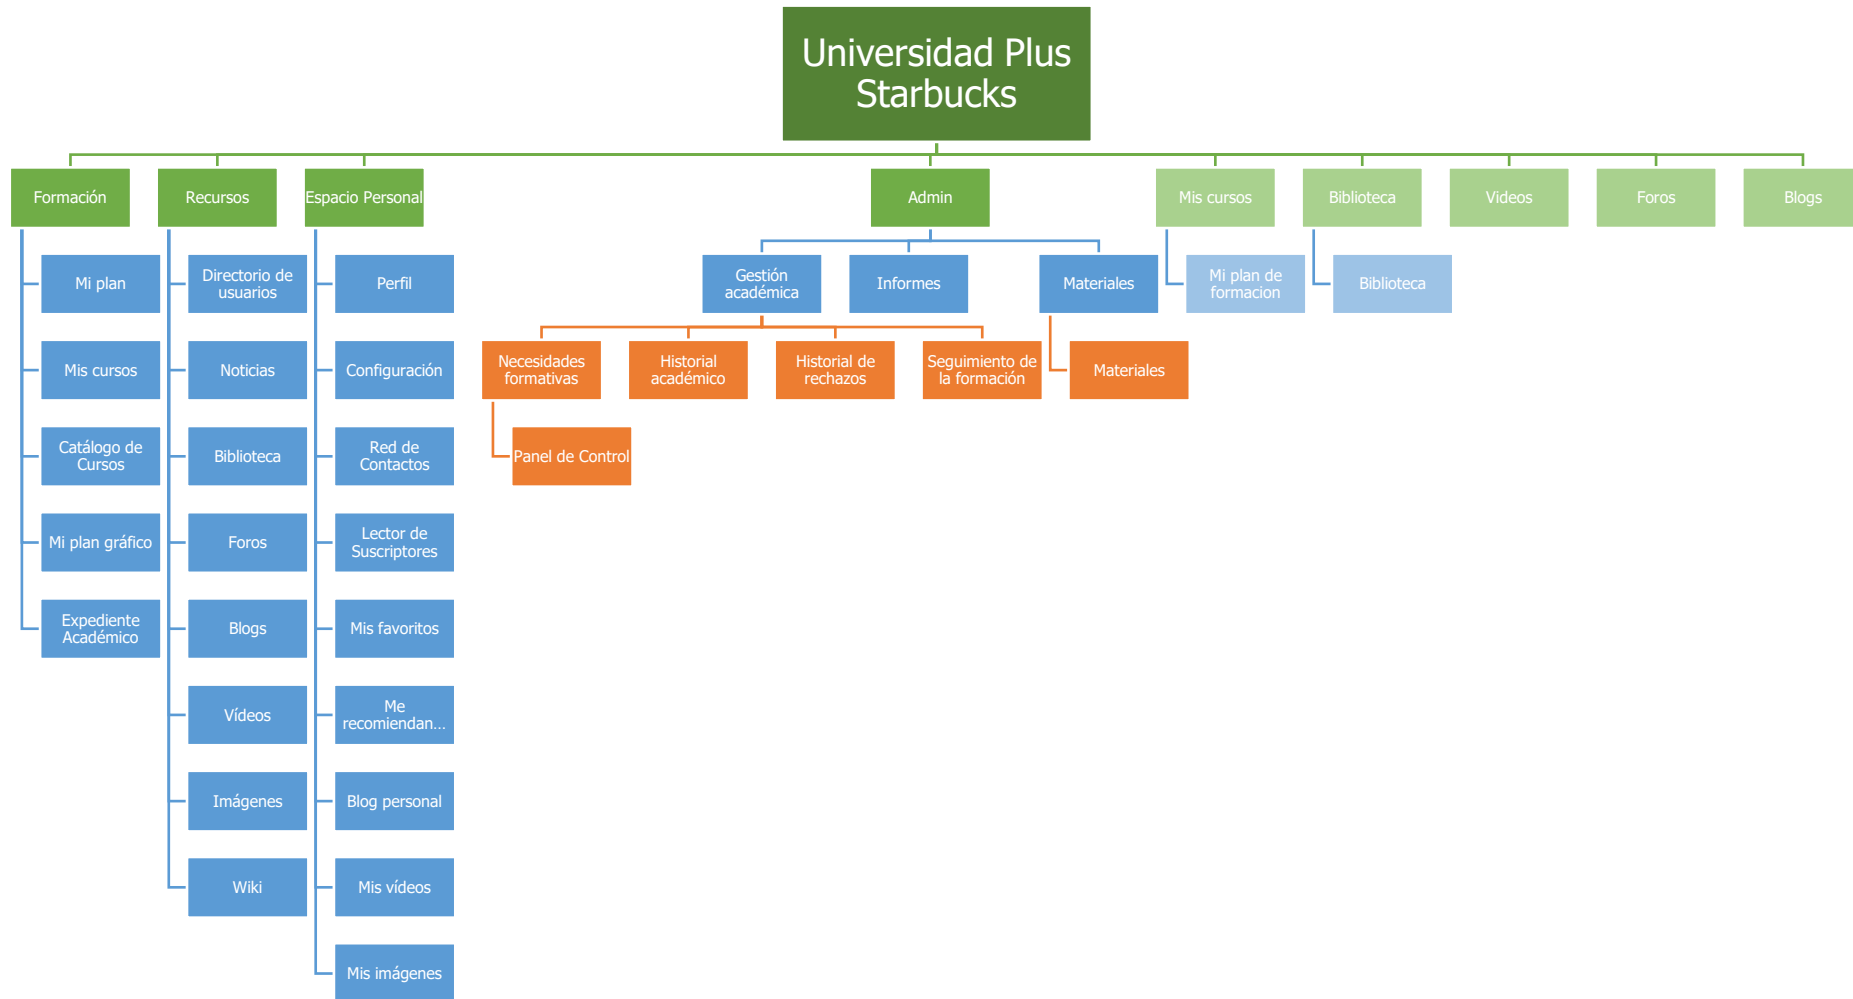 Universidad Plus
Starbucks
Formación
Recursos
Espacio Personal
Admin
Mis cursos
Biblioteca
Videos
Foros
Blogs
Mi plan
Directorio de
usuarios
Perfil
Gestión
académica
Informes
Materiales
Mi plan de
formacion
Biblioteca
Mis cursos
Noticias
Configuración
Necesidades
formativas
Historial
académico
Historial de
rechazos
Seguimiento de
la formación
Materiales
Catálogo de
Cursos
Biblioteca
Red de
Contactos
Panel de Control
Mi plan gráfico
Foros
Lector de
Suscriptores
Expediente
Académico
Blogs
Mis favoritos
Vídeos
Me
recomiendan...
Imágenes
Blog personal
Wiki
Mis vídeos
Mis imágenes